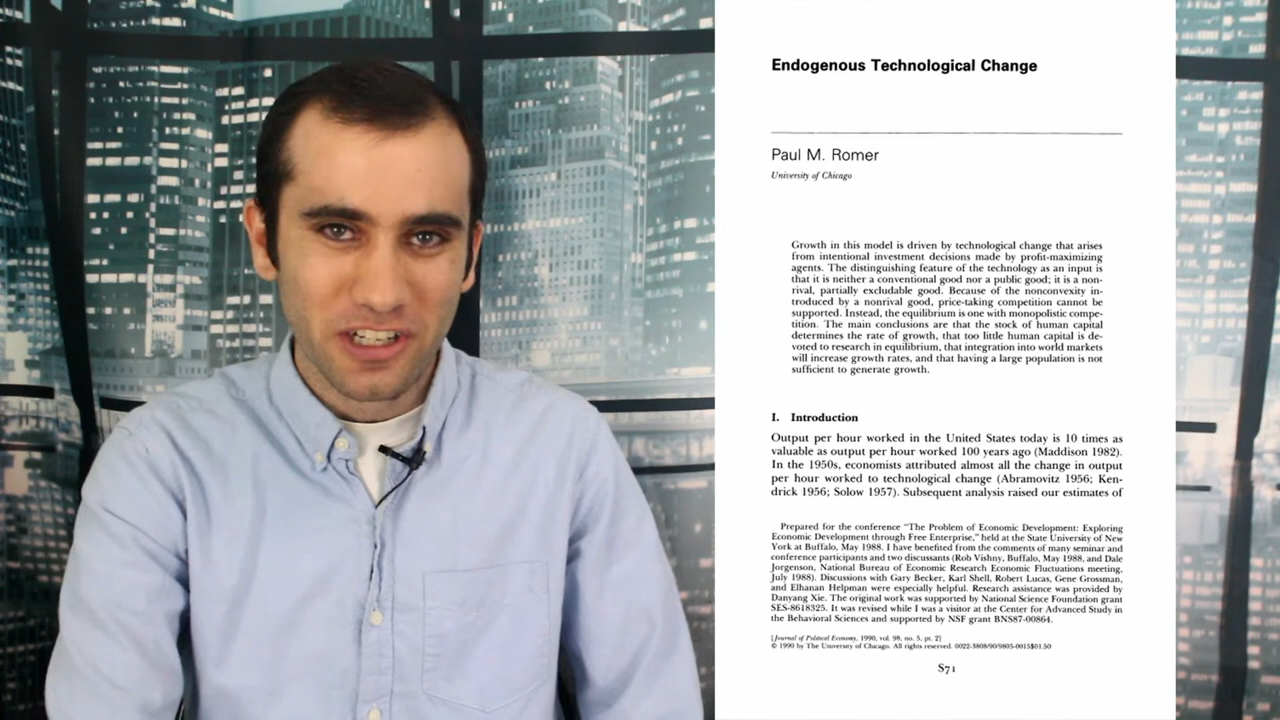 Endogenous Technological Change
Paul M. Romer
University of Chicago
Growth in this model is driven by technological change that arises
from intentional investment decisions made by profit-maximizing
agents. The distinguishing feature of the technology as an input is
that it is neither a conventional good nor a public good; it is a non-
rival, partially excludable good. Because of the nonconvexity in-
troduced by a nonrival good, price-taking competition cannot be
supported. Instead, the equilibrium is one with monopolistic compe-
tition. The main conclusions are that the stock of human capital
determines the rate of growth, that too little human capital is de-
voted to research in equilibrium, that integration into world markets
will increase growth rates, and that having a large population is not
sufficient to generate growth.
I. Introduction
Output per hour worked in the United States today is 10 times as
valuable as output per hour worked 100 years ago (Maddison 1982).
In the 1950s, economists attributed almost all the change in output
per hour worked to technological change (Abramovitz 1956; Ken-
drick 1956; Solow 1957). Subsequent analysis raised our estimates of
Prepared for the conference "The Problem of Economic Development: Exploring
Economic Development through Free Enterprise," held at the State University of New
York at Buffalo, May 1988. I have benefited from the comments of many seminar and
conference participants and two discussants (Rob Vishny, Buffalo, May 1988, and Dale
Jorgenson, National Bureau of Economic Research Economic Fluctuations meeting,
July 1988). Discussions with Gary Becker, Karl Shell, Robert Lucas, Gene Grossman,
and Elhanan Helpman were especially helpful. Research assistance was provided by
Danyang Xie. The original work was supported by National Science Foundation grant
SES-8618325. It was revised while I was a visitor at the Center for Advanced Study in
the Behavioral Sciences and supported by NSF grant BNS87-00864.
[Journal of Political Economy, 1990, vol. 98, no. 5, pt. 2]
© 1990 by The University of Chicago. All rights reserved. 0022-3808/90/9805-0015$01.50
S71